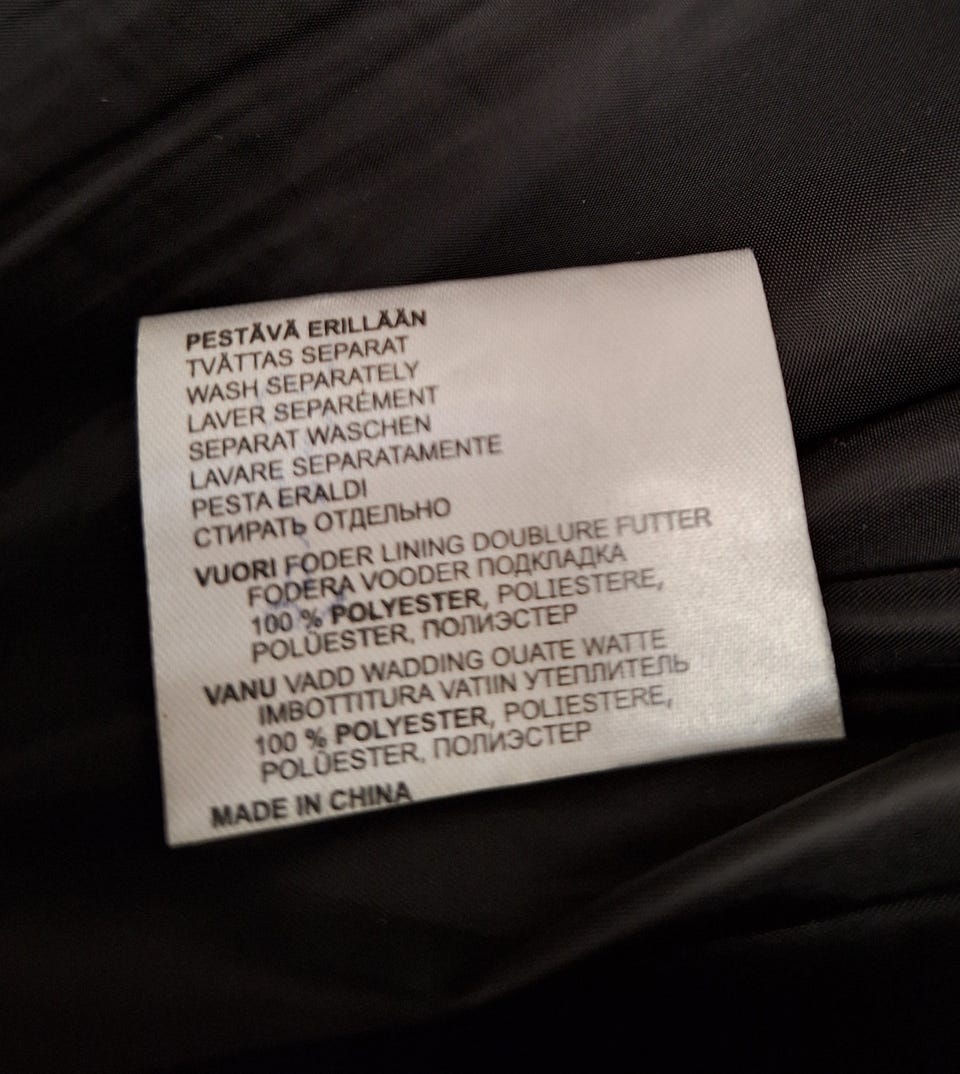 PESTÄVÄ ERILLÄÄN
TVÄTTAS SEPARAT
WASH SEPARATELY
LAVER SEPARÉMENT
SEPARAT WASCHEN
LAVARE SEPARATAMENTE
PESTA ERALDI
СТИРАТЬ ОТДЕЛЬНО
VUORI FODER LINING DOUBLURE FUTTER
FODERA VOODER ПОДКЛАДКА
100 % POLYESTER, POLIESTERE,
POLÜESTER, ПОЛИЭСТЕР
VANU VADD WADDING OUATE WATTE
IMBOTTITURA VATIIN УТЕПЛИТЕЛЬ
100 % POLYESTER, POLIESTERE,
POLÜESTER, ПОЛИЭСТЕР
MADE IN CHINA